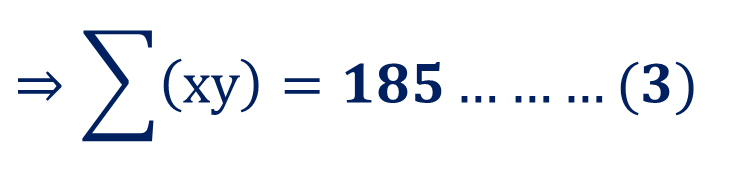 ⇒ ∑(xy) = 185 … … … (3)